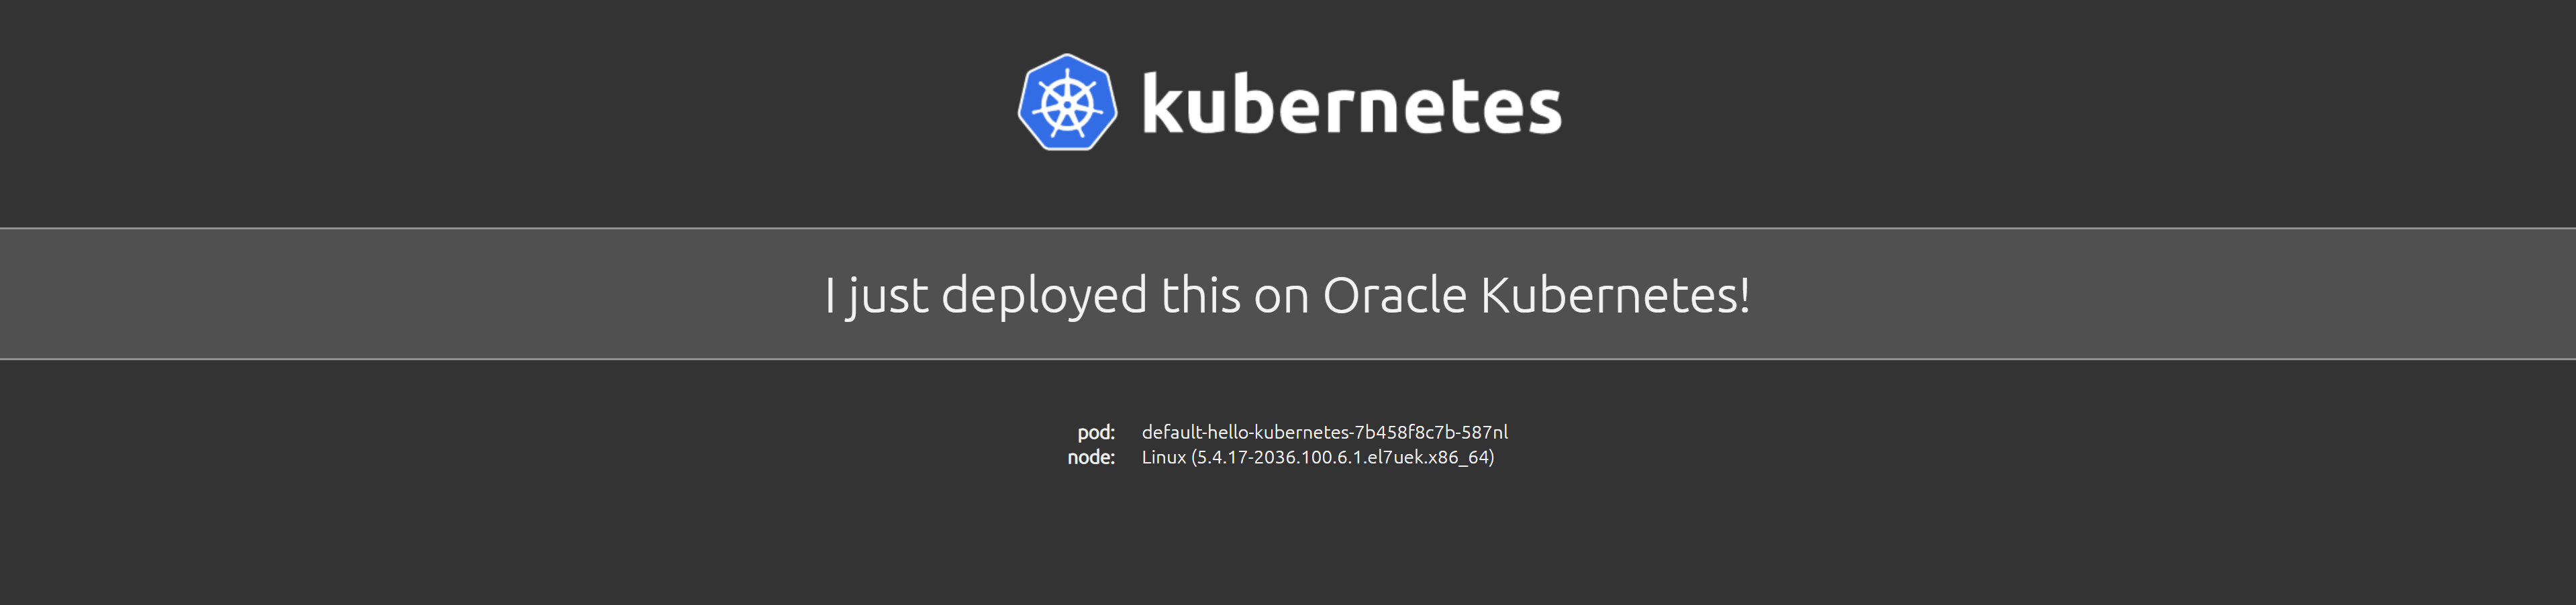 kubernetes
I just deployed this on Oracle Kubernetes!
pod: default-hello-kubernetes-7b458f8c7b-587nl
node: Linux (5.4.17-2036.100.6.1.el7uek.x86_64)